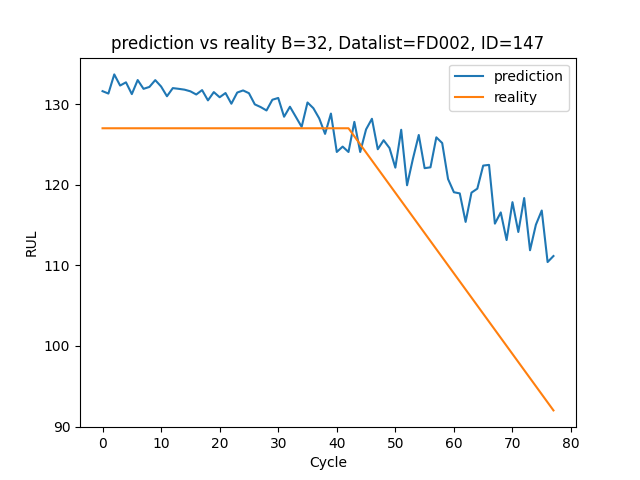 prediction vs reality B=32, Datalist=FD002, ID=147
prediction
reality
130
120
110
100
90
RUL
0 10 20 30 40 50 60 70 80
Cycle